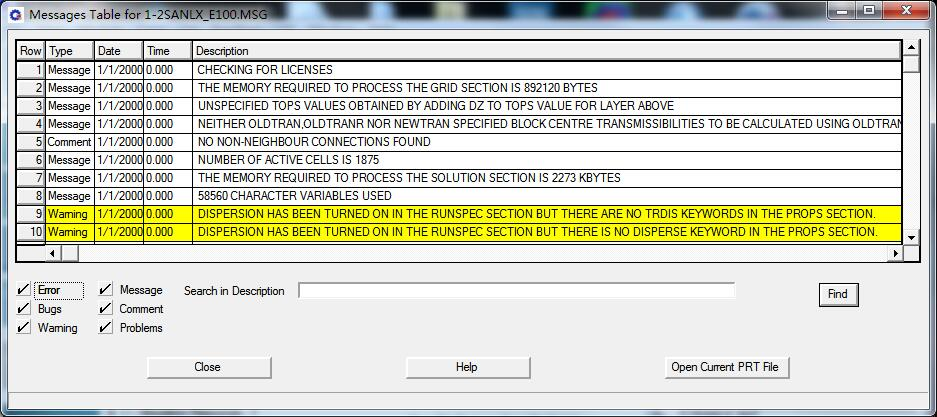 Messages Table for 1-2SANLX_E100.MSG
Row Type Date Time Description
1 Message 1/1/2000 0.000 CHECKING FOR LICENSES
2 Message 1/1/2000 0.000 THE MEMORY REQUIRED TO PROCESS THE GRID SECTION IS 892120 BYTES
3 Message 1/1/2000 0.000 UNSPECIFIED TOPS VALUES OBTAINED BY ADDING DZ TO TOPS VALUE FOR LAYER ABOVE
4 Message 1/1/2000 0.000 NEITHER OLDTRAN,OLDTRANR NOR NEWTRAN SPECIFIED BLOCK CENTRE TRANSMISSIBILITIES TO BE CALCULATED USING OLDTRAN
5 Comment 1/1/2000 0.000 NO NON-NEIGHBOUR CONNECTIONS FOUND
6 Message 1/1/2000 0.000 NUMBER OF ACTIVE CELLS IS 1875
7 Message 1/1/2000 0.000 THE MEMORY REQUIRED TO PROCESS THE SOLUTION SECTION IS 2273 KBYTES
8 Message 1/1/2000 0.000 58560 CHARACTER VARIABLES USED
9 Warning 1/1/2000 0.000 DISPERSION HAS BEEN TURNED ON IN THE RUNSPEC SECTION BUT THERE ARE NO TRDIS KEYWORDS IN THE PROPS SECTION.
10 Warning 1/1/2000 0.000 DISPERSION HAS BEEN TURNED ON IN THE RUNSPEC SECTION BUT THERE IS NO DISPERSE KEYWORD IN THE PROPS SECTION.
Error Message Search in Description Find
Bugs Comment
Warning Problems
Close Help Open Current PRT File